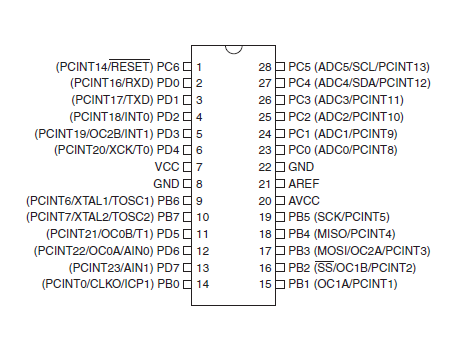 (PCINT14/RESET) PC6 1 28 PC5 (ADC5/SCL/PCINT13)
(PCINT16/RXD) PD0 2 27 PC4 (ADC4/SDA/PCINT12)
(PCINT17/TXD) PD1 3 26 PC3 (ADC3/PCINT11)
(PCINT18/INT0) PD2 4 25 PC2 (ADC2/PCINT10)
(PCINT19/OC2B/INT1) PD3 5 24 PC1 (ADC1/PCINT9)
(PCINT20/XCK/T0) PD4 6 23 PC0 (ADC0/PCINT8)
VCC 7 22 GND
GND 8 21 AREF
(PCINT6/XTAL1/TOSC1) PB6 9 20 AVCC
(PCINT7/XTAL2/TOSC2) PB7 10 19 PB5 (SCK/PCINT5)
(PCINT21/OC0B/T1) PD5 11 18 PB4 (MISO/PCINT4)
(PCINT22/OC0A/AIN0) PD6 12 17 PB3 (MOSI/OC2A/PCINT3)
(PCINT23/AIN1) PD7 13 16 PB2 (SS/OC1B/PCINT2)
(PCINT0/CLKO/ICP1) PB0 14 15 PB1 (OC1A/PCINT1)